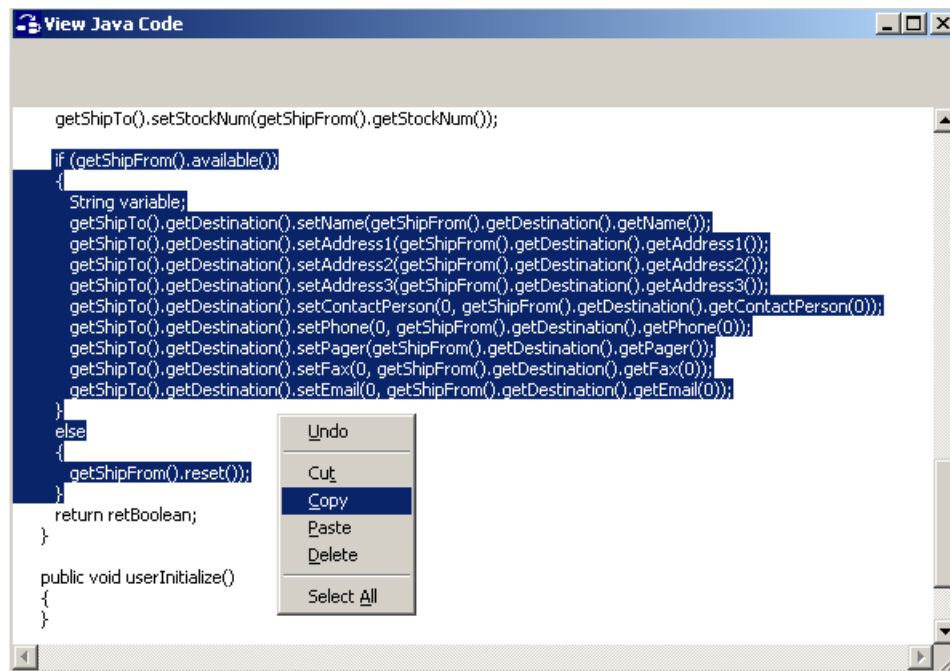 View Java Code
getShipTo().setStockNum(getShipFrom().getStockNum());
if (getShipFrom().available())
{
String variable;
getShipTo().getDestination().setName(getShipFrom().getDestination().getName());
getShipTo().getDestination().setAddress1(getShipFrom().getDestination().getAddress1());
getShipTo().getDestination().setAddress2(getShipFrom().getDestination().getAddress2());
getShipTo().getDestination().setAddress3(getShipFrom().getDestination().getAddress3());
getShipTo().getDestination().setContactPerson(0, getShipFrom().getDestination().getContactPerson(0));
getShipTo().getDestination().setPhone(0, getShipFrom().getDestination().getPhone(0));
getShipTo().getDestination().setPager(getShipFrom().getDestination().getPager());
getShipTo().getDestination().setFax(0, getShipFrom().getDestination().getFax(0));
getShipTo().getDestination().setEmail(0, getShipFrom().getDestination().getEmail(0));
}
else
{
getShipFrom().reset());
}
return retBoolean;
}
public void userInitialize()
{
}
Undo
Cut
Copy
Paste
Delete
Select All